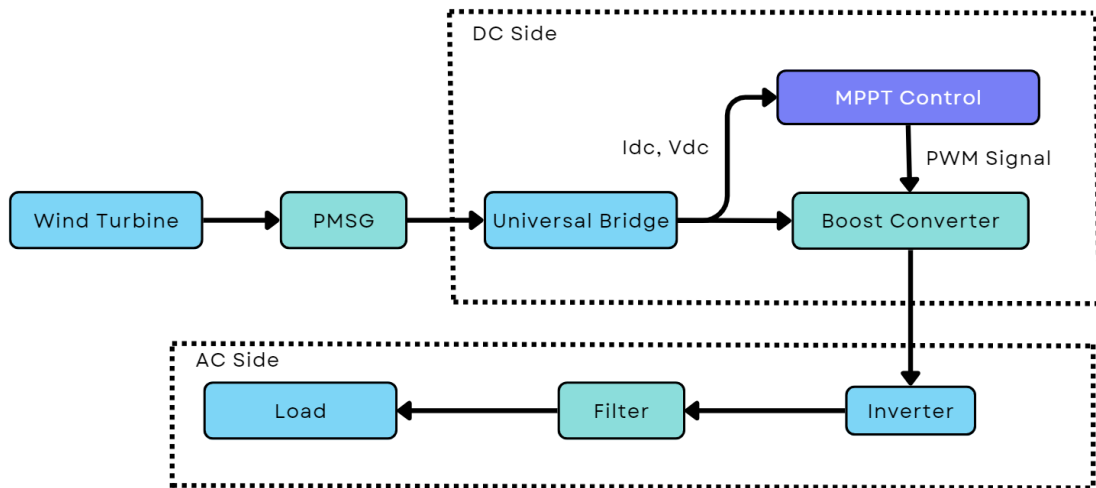 DC Side
MPPT Control
Idc, Vdc
PWM Signal
Wind Turbine
PMSG
Universal Bridge
Boost Converter
AC Side
Load
Filter
Inverter